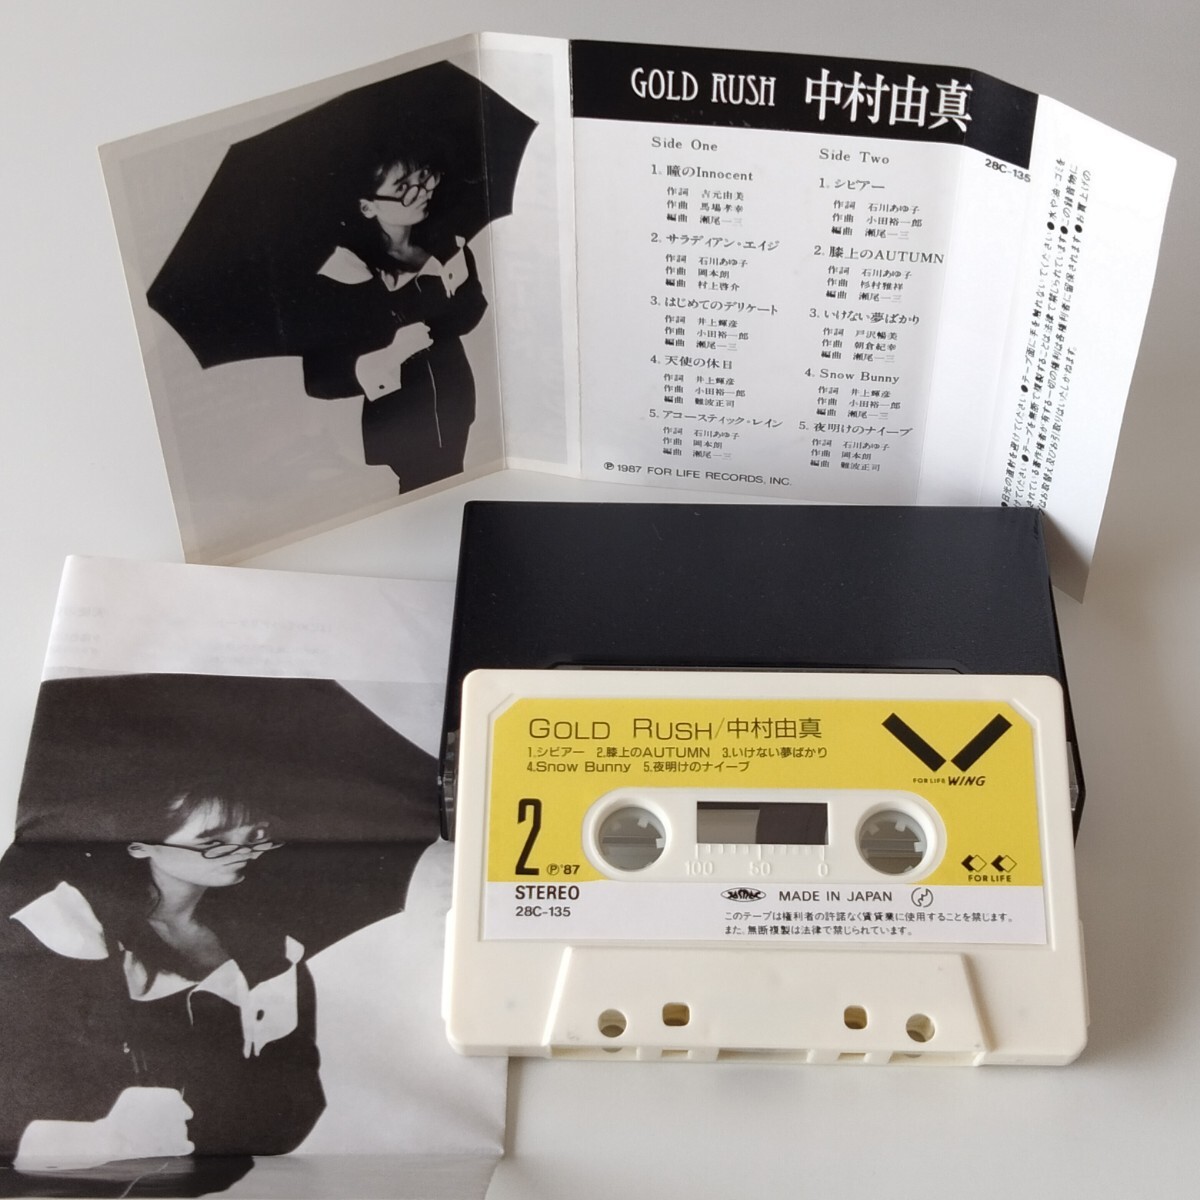 GOLD RUSH 中村由真
28C-135
Side One
1. 瞳のInnocent
作詞 吉元由美
作曲 馬場孝幸
編曲 瀬尾一三
2. サラディアン・エイジ
作詞 石川あゆ子
作曲 岡本朗
編曲 村上啓介
3. はじめてのデリケート
作詞 井上輝彦
作曲 小田裕一郎
編曲 瀬尾一三
4. 天使の休日
作詞 井上輝彦
作曲 小田裕一郎
編曲 難波正司
5. アコースティック・レイン
作詞 石川あゆ子
作曲 岡本朗
編曲 瀬尾一三
Side Two
1. シビアー
作詞 石川あゆ子
作曲 小田裕一郎
編曲 瀬尾一三
2. 膝上のAUTUMN
作詞 石川あゆ子
作曲 杉村雅祥
編曲 瀬尾一三
3. いけない夢ばかり
作詞 戸沢暢美
作曲 朝倉紀幸
編曲 瀬尾一三
4. Snow Bunny
作詞 井上輝彦
作曲 小田裕一郎
編曲 瀬尾一三
5. 夜明けのナイーブ
作詞 石川あゆ子
作曲 岡本朗
編曲 難波正司
Ⓟ 1987 FOR LIFE RECORDS, INC.
GOLD RUSH/中村由真
1.シビアー 2.膝上のAUTUMN 3.いけない夢ばかり
4.Snow Bunny 5.夜明けのナイーブ
FOR LIFE WING
2
Ⓟ'87
100 50 0
FOR LIFE
STEREO
28C-135
JASRAC MADE IN JAPAN
このテープは権利者の許諾なく賃貸業に使用することを禁じます。
また、無断複製は法律で禁じられています。